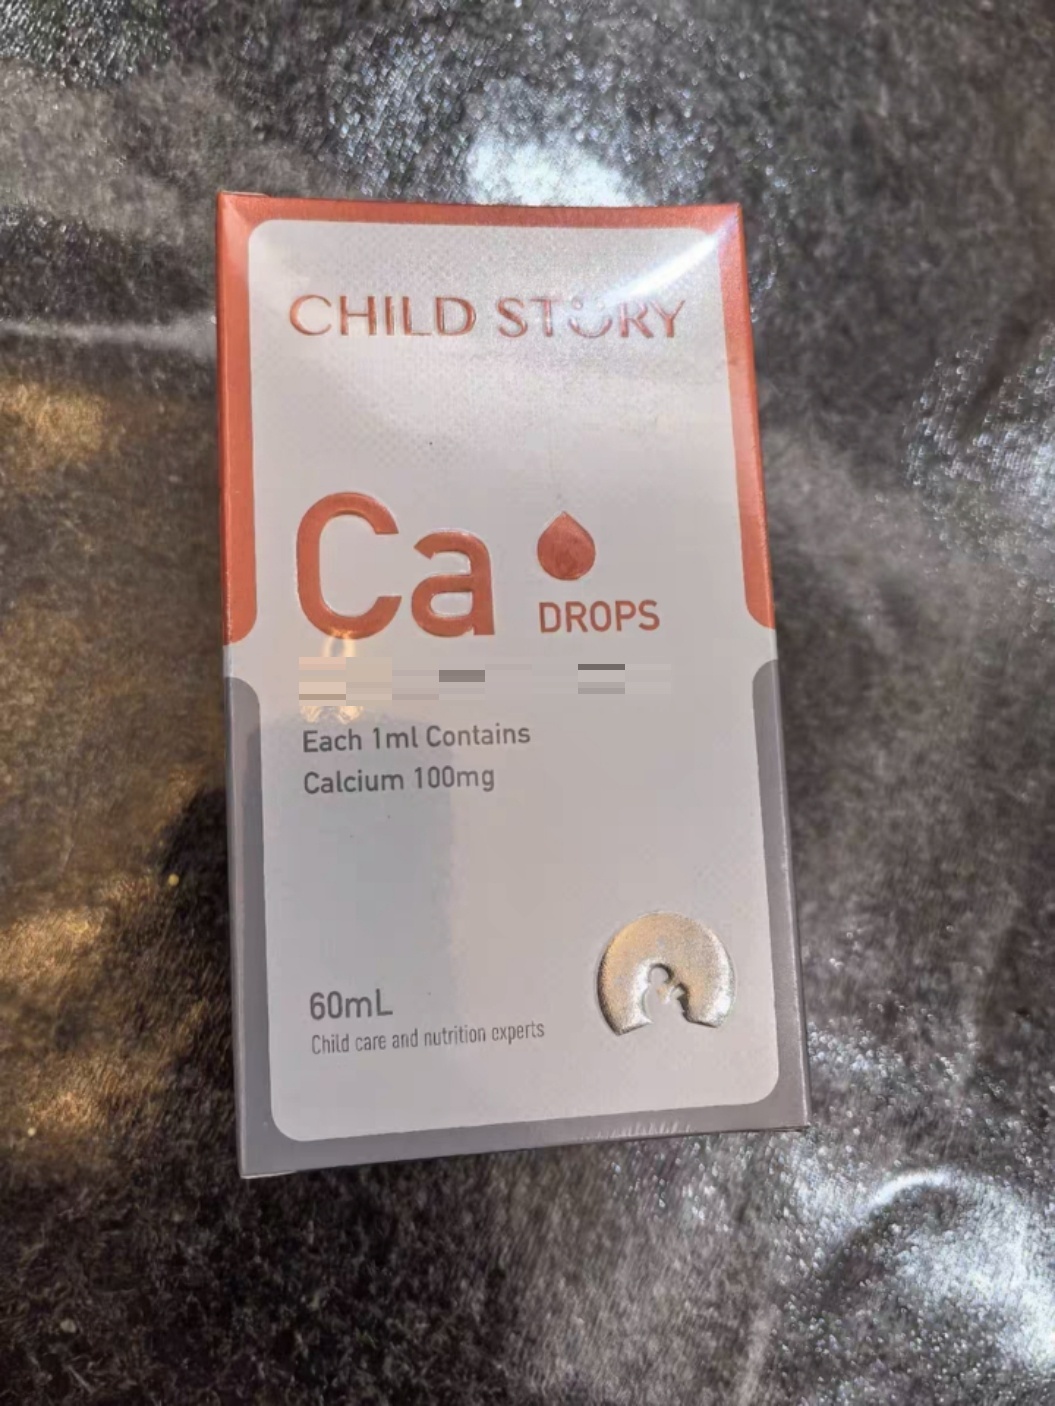 CHILD STORY
Ca
DROPS
Each 1ml Contains
Calcium 100mg
60mL
Child care and nutrition experts